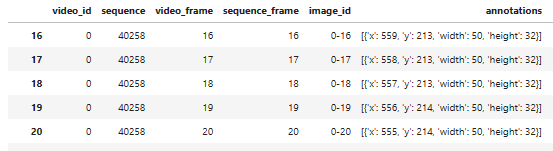 video_id sequence video_frame sequence_frame image_id annotations
16 0 40258 16 16 0-16 [{'x': 559, 'y': 213, 'width': 50, 'height': 32}]
17 0 40258 17 17 0-17 [{'x': 558, 'y': 213, 'width': 50, 'height': 32}]
18 0 40258 18 18 0-18 [{'x': 557, 'y': 213, 'width': 50, 'height': 32}]
19 0 40258 19 19 0-19 [{'x': 556, 'y': 214, 'width': 50, 'height': 32}]
20 0 40258 20 20 0-20 [{'x': 555, 'y': 214, 'width': 50, 'height': 32}]